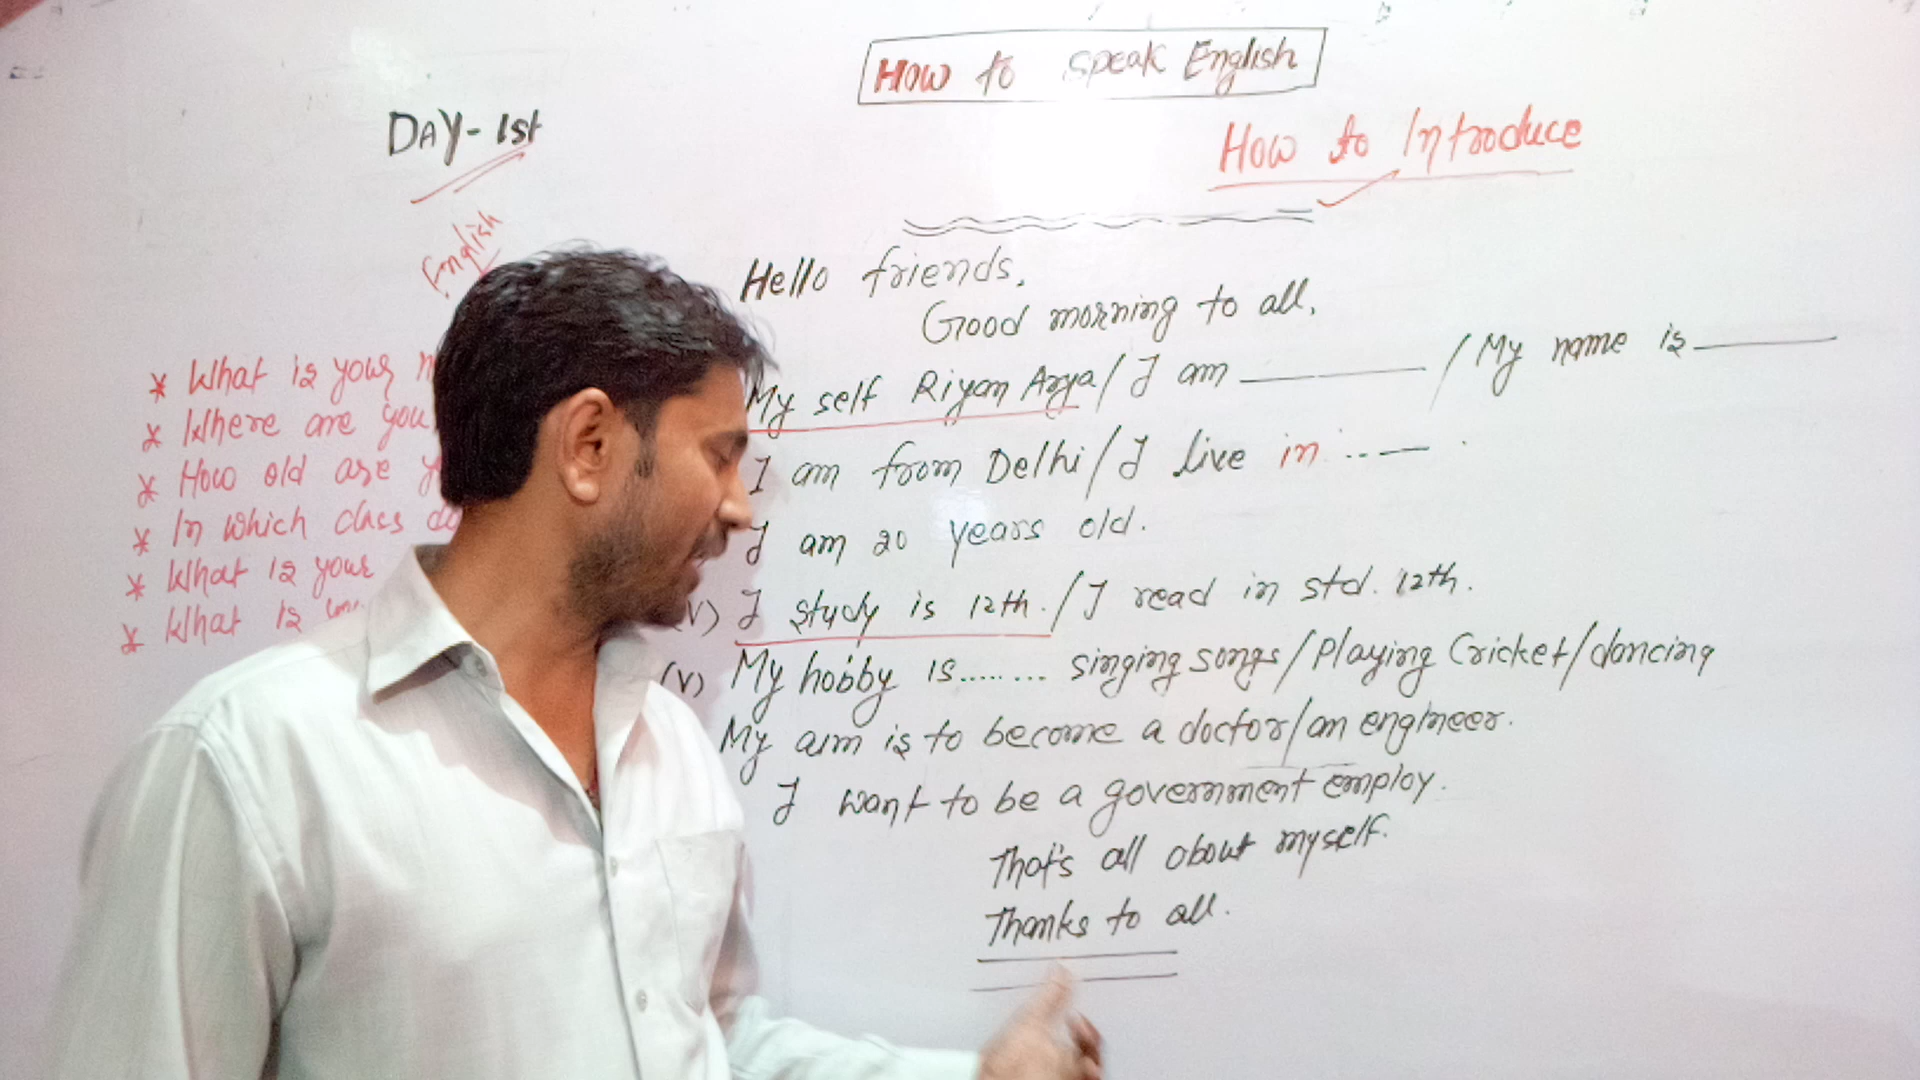 How to speak English
DAY-1st
How to Introduce
English
Hello friends,
Good morning to all,
My self Riyan Arya/I am ______ /My name is ______
I am from Delhi/I live in ..___.
I am 20 years old.
(V) I study is 12th./I read in std. 12th.
(V) My hobby is........ singing songs/Playing Cricket/dancing
My aim is to become a doctor/an engineer.
I want to be a government employ.
That's all about myself.
Thanks to all.
* What is your
* Where are you
* How old are
* In which class
* What is your
* What is